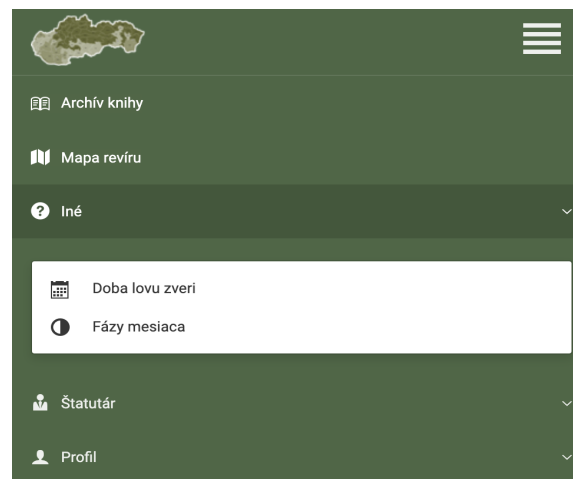 Archív knihy
Mapa revíru
Iné
Doba lovu zveri
Fázy mesiaca
Štatutár
Profil